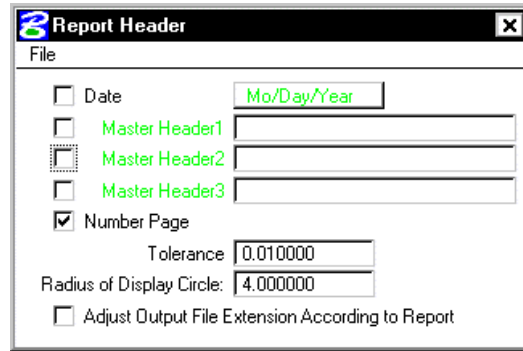 Report Header
File
Date Mo/Day/Year
Master Header1
Master Header2
Master Header3
Number Page
Tolerance 0.010000
Radius of Display Circle: 4.000000
Adjust Output File Extension According to Report